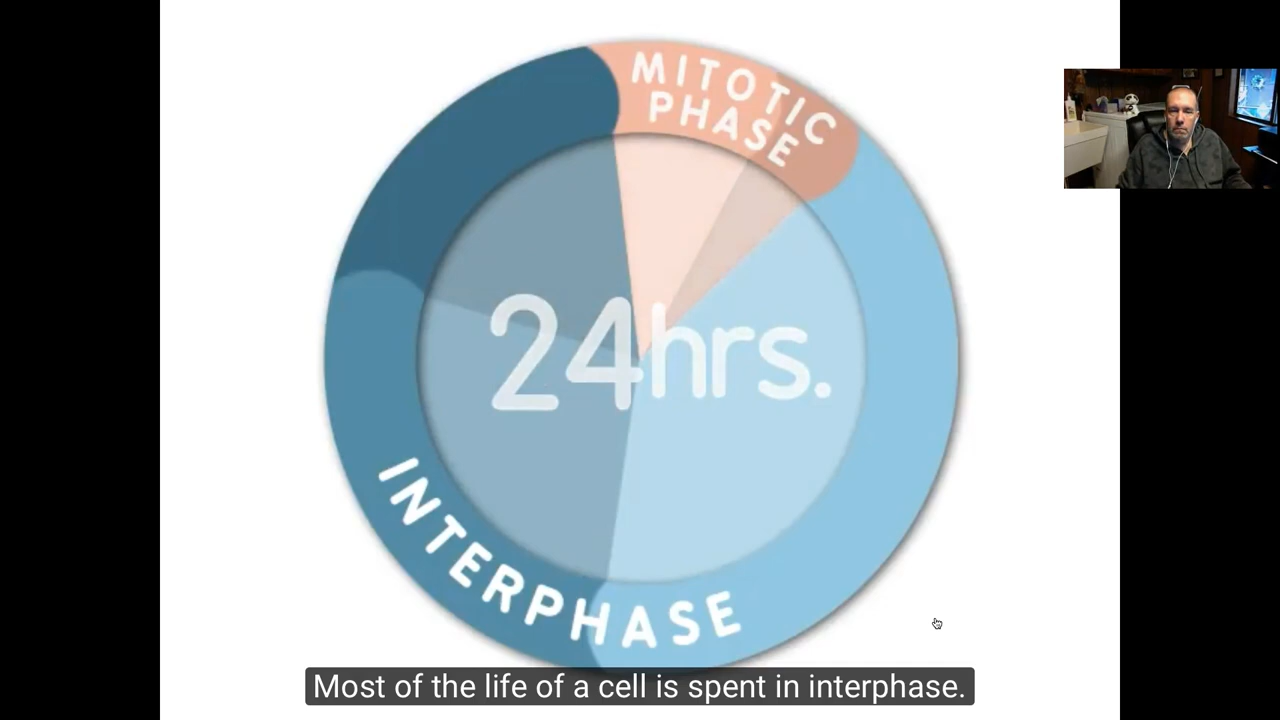 MITOTIC
PHASE
24hrs.
INTERPHASE
Most of the life of a cell is spent in interphase.